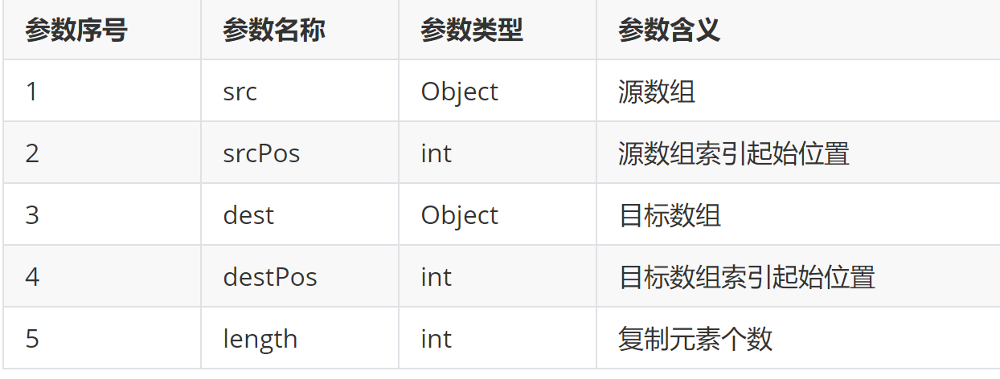 参数序号 参数名称 参数类型 参数含义
1 src Object 源数组
2 srcPos int 源数组索引起始位置
3 dest Object 目标数组
4 destPos int 目标数组索引起始位置
5 length int 复制元素个数